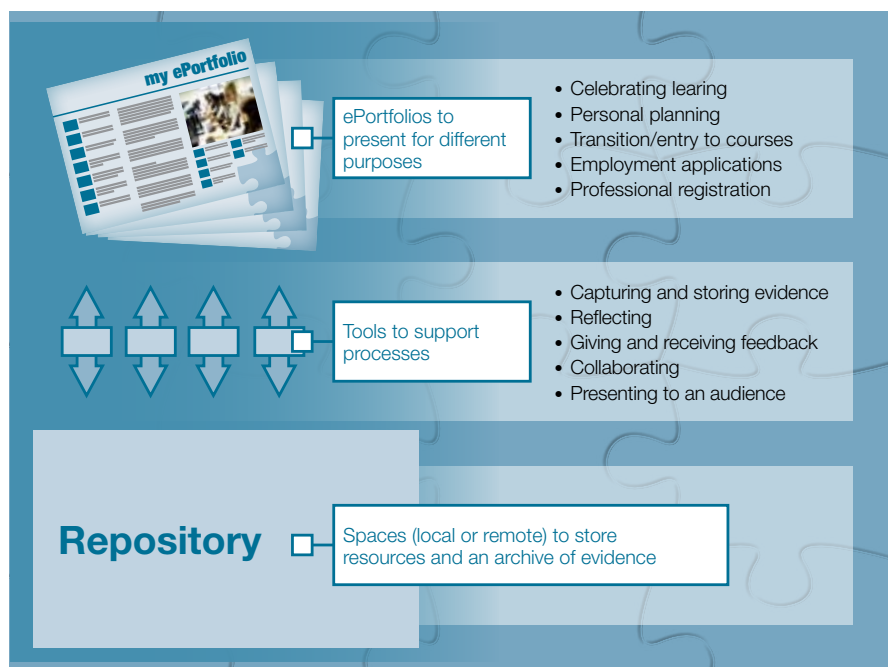 my ePortfolio
ePortfolios to
present for different
purposes
• Celebrating learing
• Personal planning
• Transition/entry to courses
• Employment applications
• Professional registration
Tools to support
processes
• Capturing and storing evidence
• Reflecting
• Giving and receiving feedback
• Collaborating
• Presenting to an audience
Repository
Spaces (local or remote) to store
resources and an archive of evidence